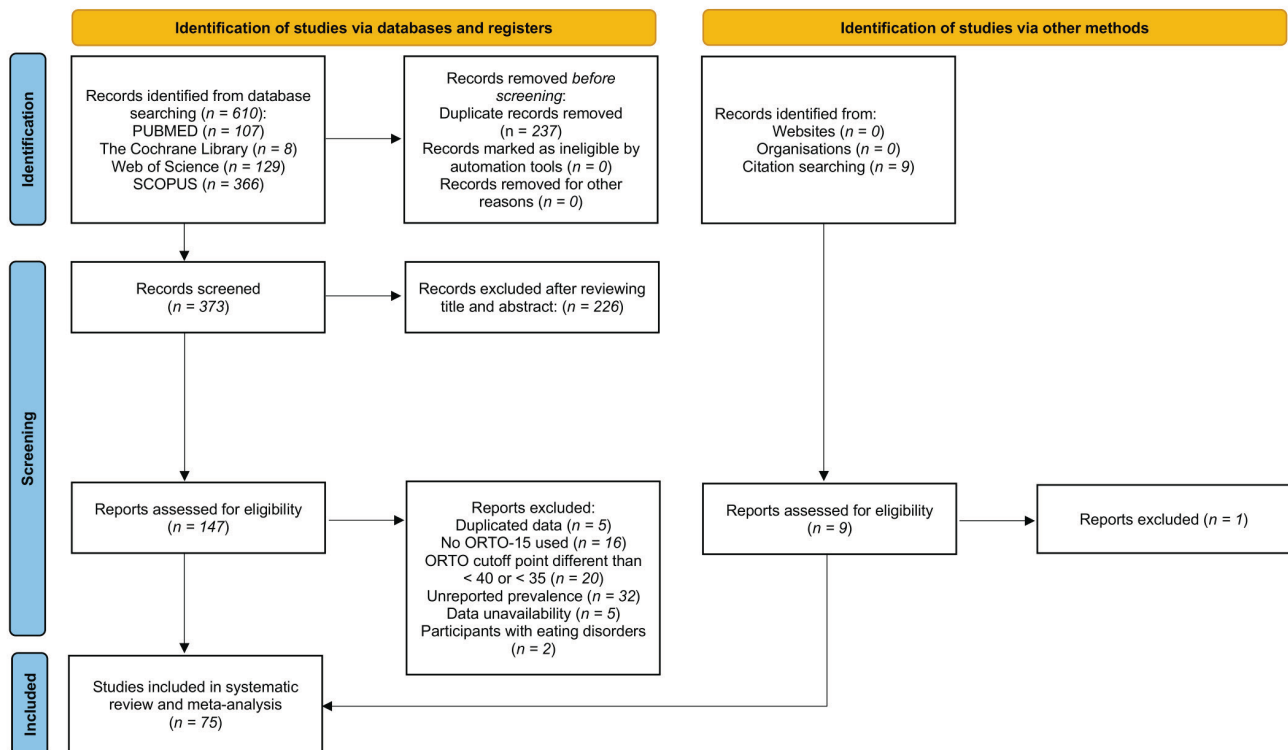 Identification of studies via databases and registers
Identification of studies via other methods
Identification
Records identified from database
searching (n = 610):
PUBMED (n = 107)
The Cochrane Library (n = 8)
Web of Science (n = 129)
SCOPUS (n = 366)
Records removed before
screening:
Duplicate records removed
(n = 237)
Records marked as ineligible by
automation tools (n = 0)
Records removed for other
reasons (n = 0)
Records identified from:
Websites (n = 0)
Organisations (n = 0)
Citation searching (n = 9)
Screening
Records screened
(n = 373)
Records excluded after reviewing
title and abstract: (n = 226)
Reports assessed for eligibility
(n = 147)
Reports excluded:
Duplicated data (n = 5)
No ORTO-15 used (n = 16)
ORTO cutoff point different than
< 40 or < 35 (n = 20)
Unreported prevalence (n = 32)
Data unavailability (n = 5)
Participants with eating disorders
(n = 2)
Reports assessed for eligibility
(n = 9)
Reports excluded (n = 1)
Included
Studies included in systematic
review and meta-analysis
(n = 75)